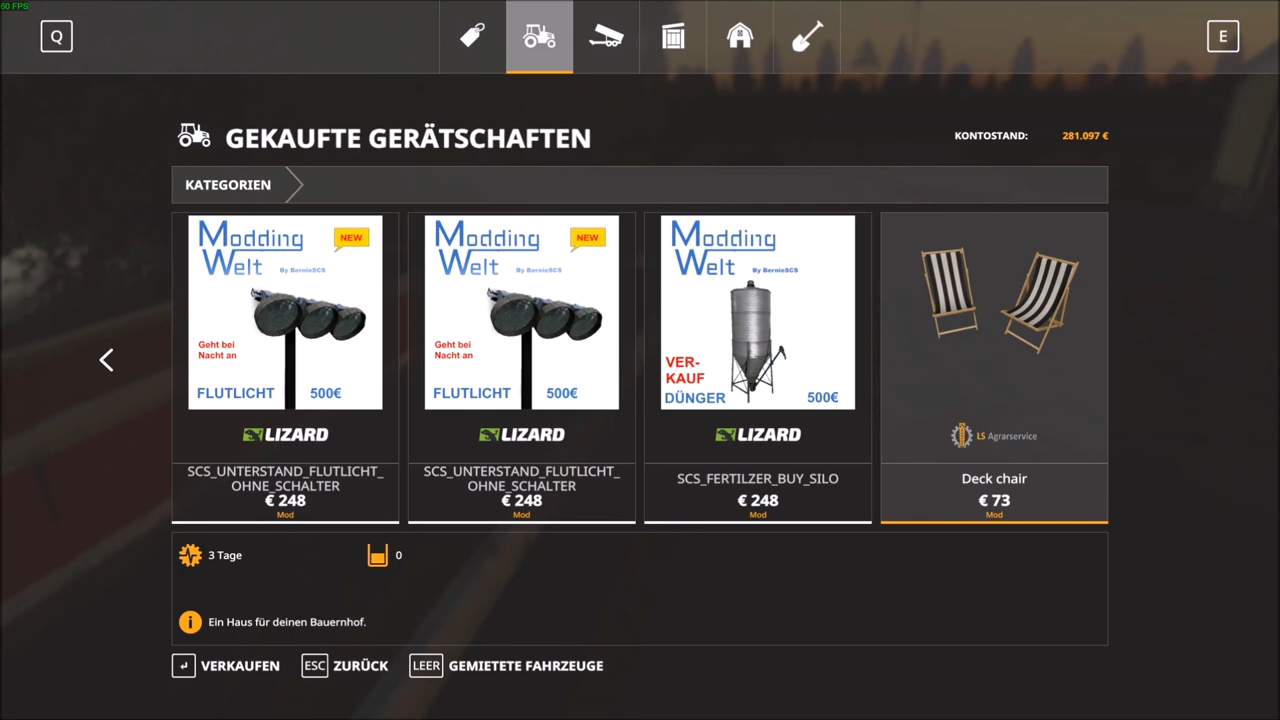 60 FPS
Q
E
GEKAUFTE GERÄTSCHAFTEN
KONTOSTAND: 281.097 €
KATEGORIEN
Modding Welt
NEW
By BernieSCS
Geht bei
Nacht an
FLUTLICHT 500€
LIZARD
SCS_UNTERSTAND_FLUTLICHT_
OHNE_SCHALTER
€ 248
Mod
Modding Welt
NEW
By BernieSCS
Geht bei
Nacht an
FLUTLICHT 500€
LIZARD
SCS_UNTERSTAND_FLUTLICHT_
OHNE_SCHALTER
€ 248
Mod
Modding Welt
By BernieSCS
VER-
KAUF
DÜNGER 500€
LIZARD
SCS_FERTILZER_BUY_SILO
€ 248
Mod
LS Agrarservice
Deck chair
€ 73
Mod
3 Tage 0
i Ein Haus für deinen Bauernhof.
↵ VERKAUFEN ESC ZURÜCK LEER GEMIETETE FAHRZEUGE